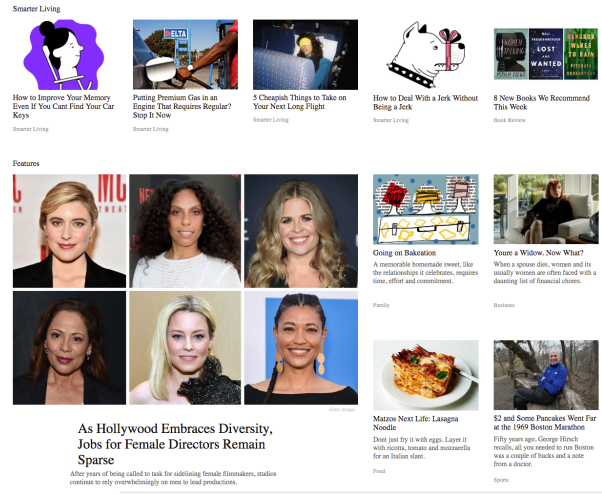 Smarter Living
DELTA
WOMEN
TALKING
LOST
AND
WANTED
BANGKOK
WAKES
TO RAIN
How to Improve Your Memory
Even If You Cant Find Your Car
Keys
Smarter Living
Putting Premium Gas in an
Engine That Requires Regular?
Stop It Now
Smarter Living
5 Cheapish Things to Take on
Your Next Long Flight
Smarter Living
How to Deal With a Jerk Without
Being a Jerk
Smarter Living
8 New Books We Recommend
This Week
Book Review
Features
Getty Images
As Hollywood Embraces Diversity,
Jobs for Female Directors Remain
Sparse
After years of being called to task for sidelining female filmmakers, studios
continue to rely overwhelmingly on men to lead productions.
Going on Bakeation
A memorable homemade sweet, like
the relationships it celebrates, requires
time, effort and commitment.
Family
Youre a Widow. Now What?
When a spouse dies, women and its
usually women are often faced with a
daunting list of financial chores.
Business
Matzos Next Life: Lasagna
Noodle
Dont just fry it with eggs. Layer it
with ricotta, tomato and mozzarella
for an Italian slant.
Food
$2 and Some Pancakes Went Far
at the 1969 Boston Marathon
Fifty years ago, George Hirsch
recalls, all you needed to run Boston
was a couple of bucks and a note
from a doctor.
Sports